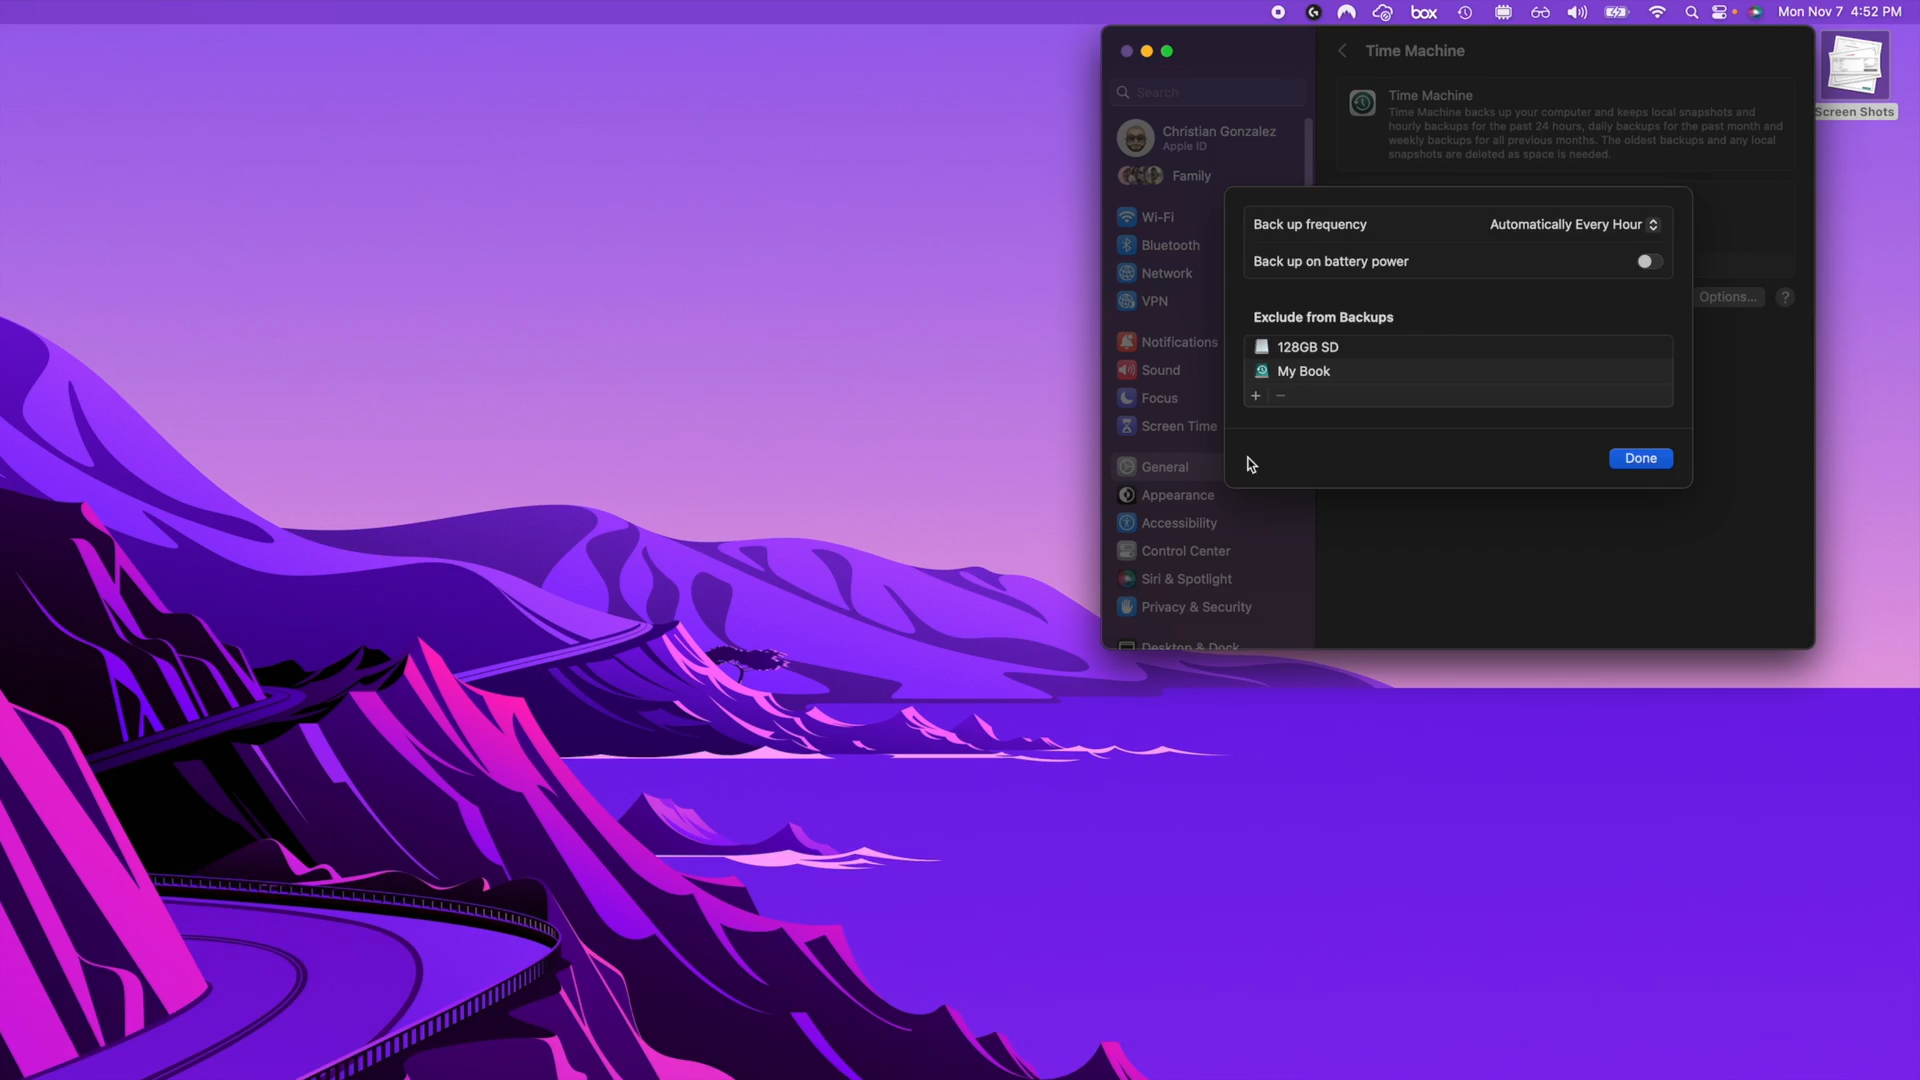 box
Mon Nov 7 4:52 PM
Time Machine
Search
Time Machine
Time Machine backs up your computer and keeps local snapshots and
hourly backups for the past 24 hours, daily backups for the past month and
weekly backups for all previous months. The oldest backups and any local
snapshots are deleted as space is needed.
Screen Shots
Christian Gonzalez
Apple ID
Family
Wi-Fi
Bluetooth
Network
VPN
Notifications
Sound
Focus
Screen Time
General
Appearance
Accessibility
Control Center
Siri & Spotlight
Privacy & Security
Desktop & Dock
Back up frequency
Automatically Every Hour
Back up on battery power
Options...
?
Exclude from Backups
128GB SD
My Book
+ −
Done